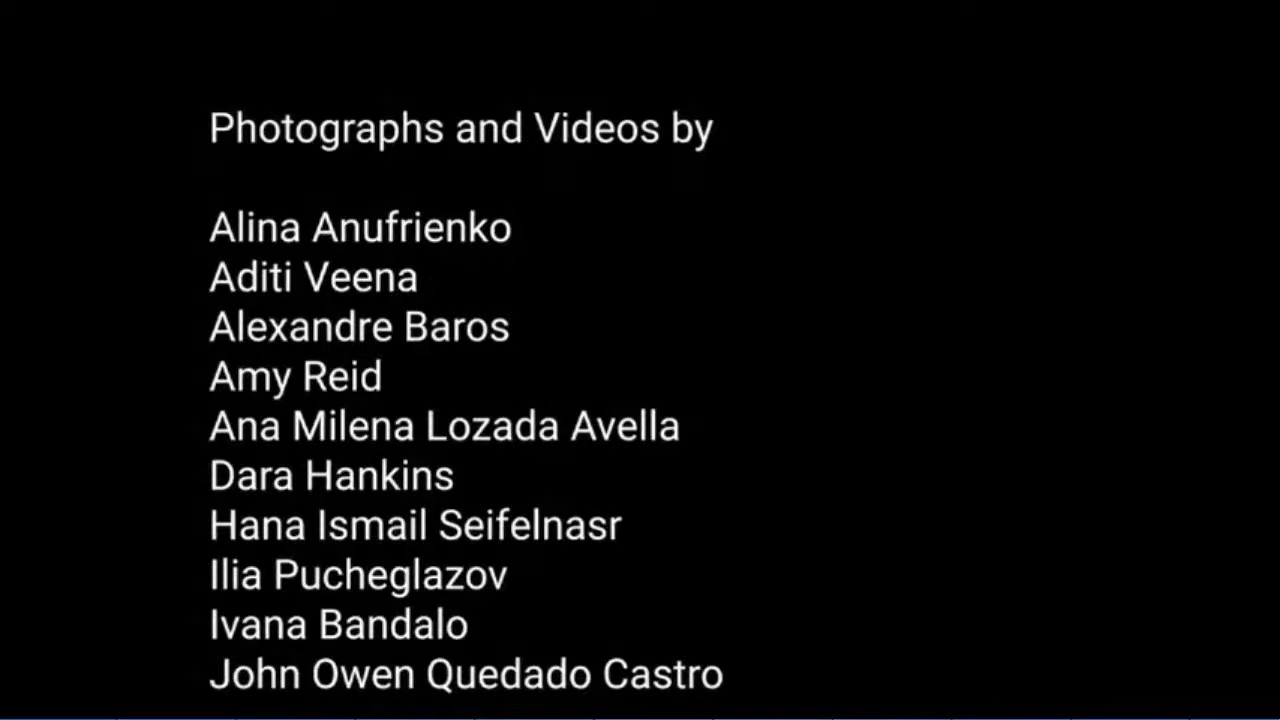 Photographs and Videos by
Alina Anufrienko
Aditi Veena
Alexandre Baros
Amy Reid
Ana Milena Lozada Avella
Dara Hankins
Hana Ismail Seifelnasr
Ilia Pucheglazov
Ivana Bandalo
John Owen Quedado Castro